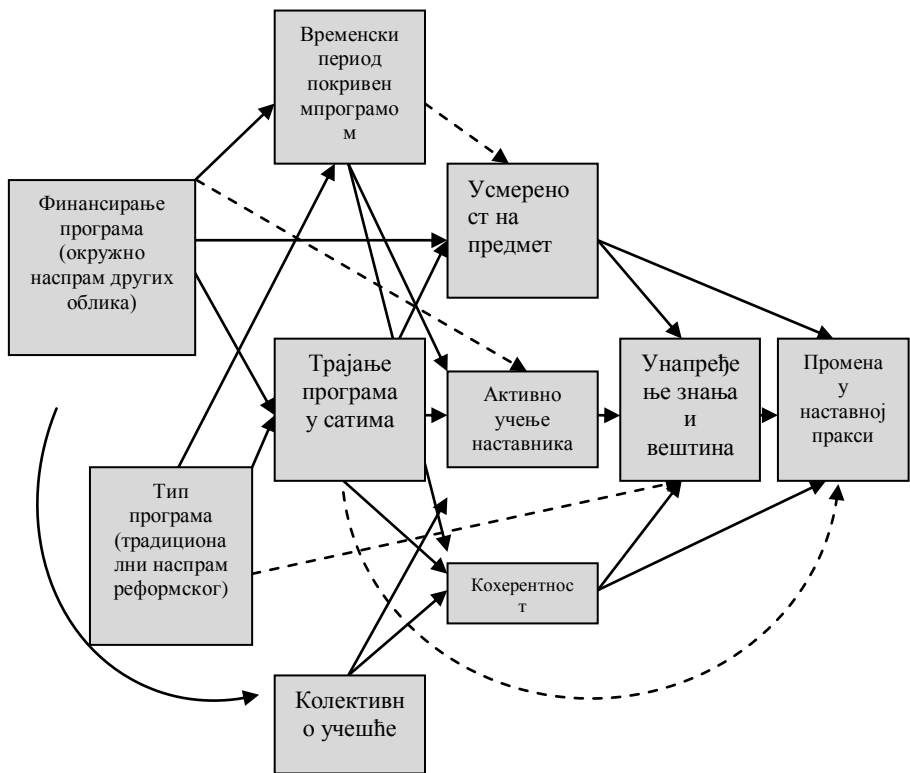 Временски
период
покривен
мпрограмо
м
Финансирање
програма
(окружно
наспрам других
облика)
Усмерено
ст на
предмет
Трајање
програма
у сатима
Активно
учење
наставника
Унапређе
ње знања
и
вештина
Промена
у
наставној
пракси
Тип
програма
(традициона
лни наспрам
реформског)
Кохерентнос
т
Колективн
о учешће